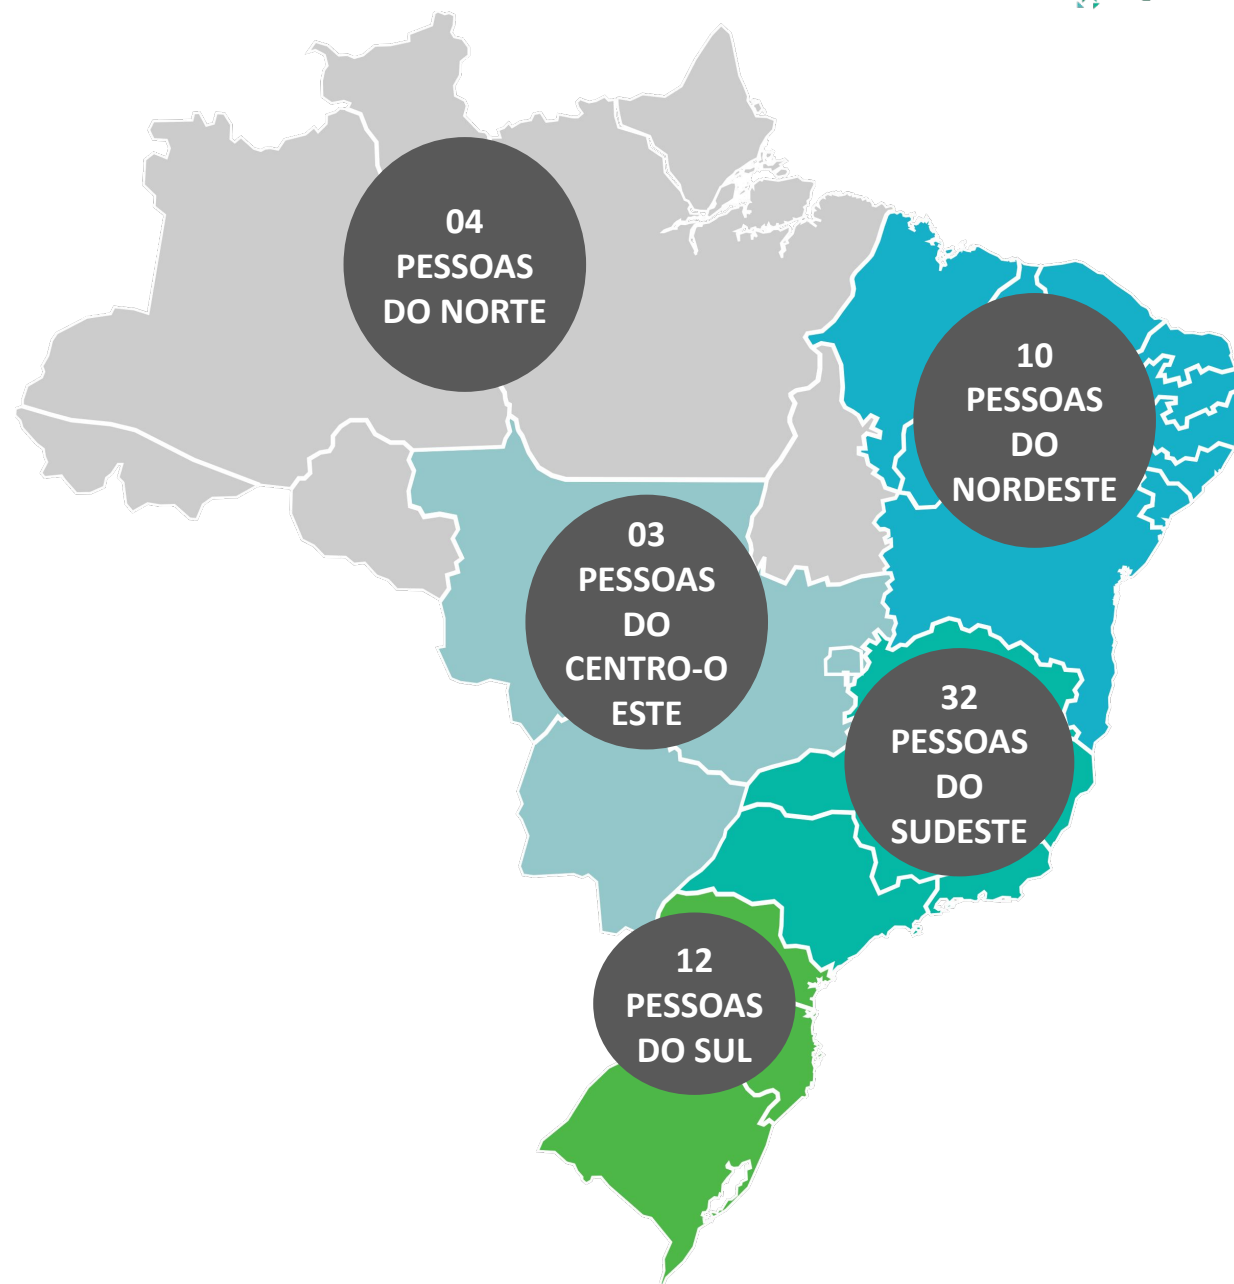 04
PESSOAS
DO NORTE
10
PESSOAS
DO
NORDESTE
03
PESSOAS
DO
CENTRO-O
ESTE
32
PESSOAS
DO
SUDESTE
12
PESSOAS
DO SUL